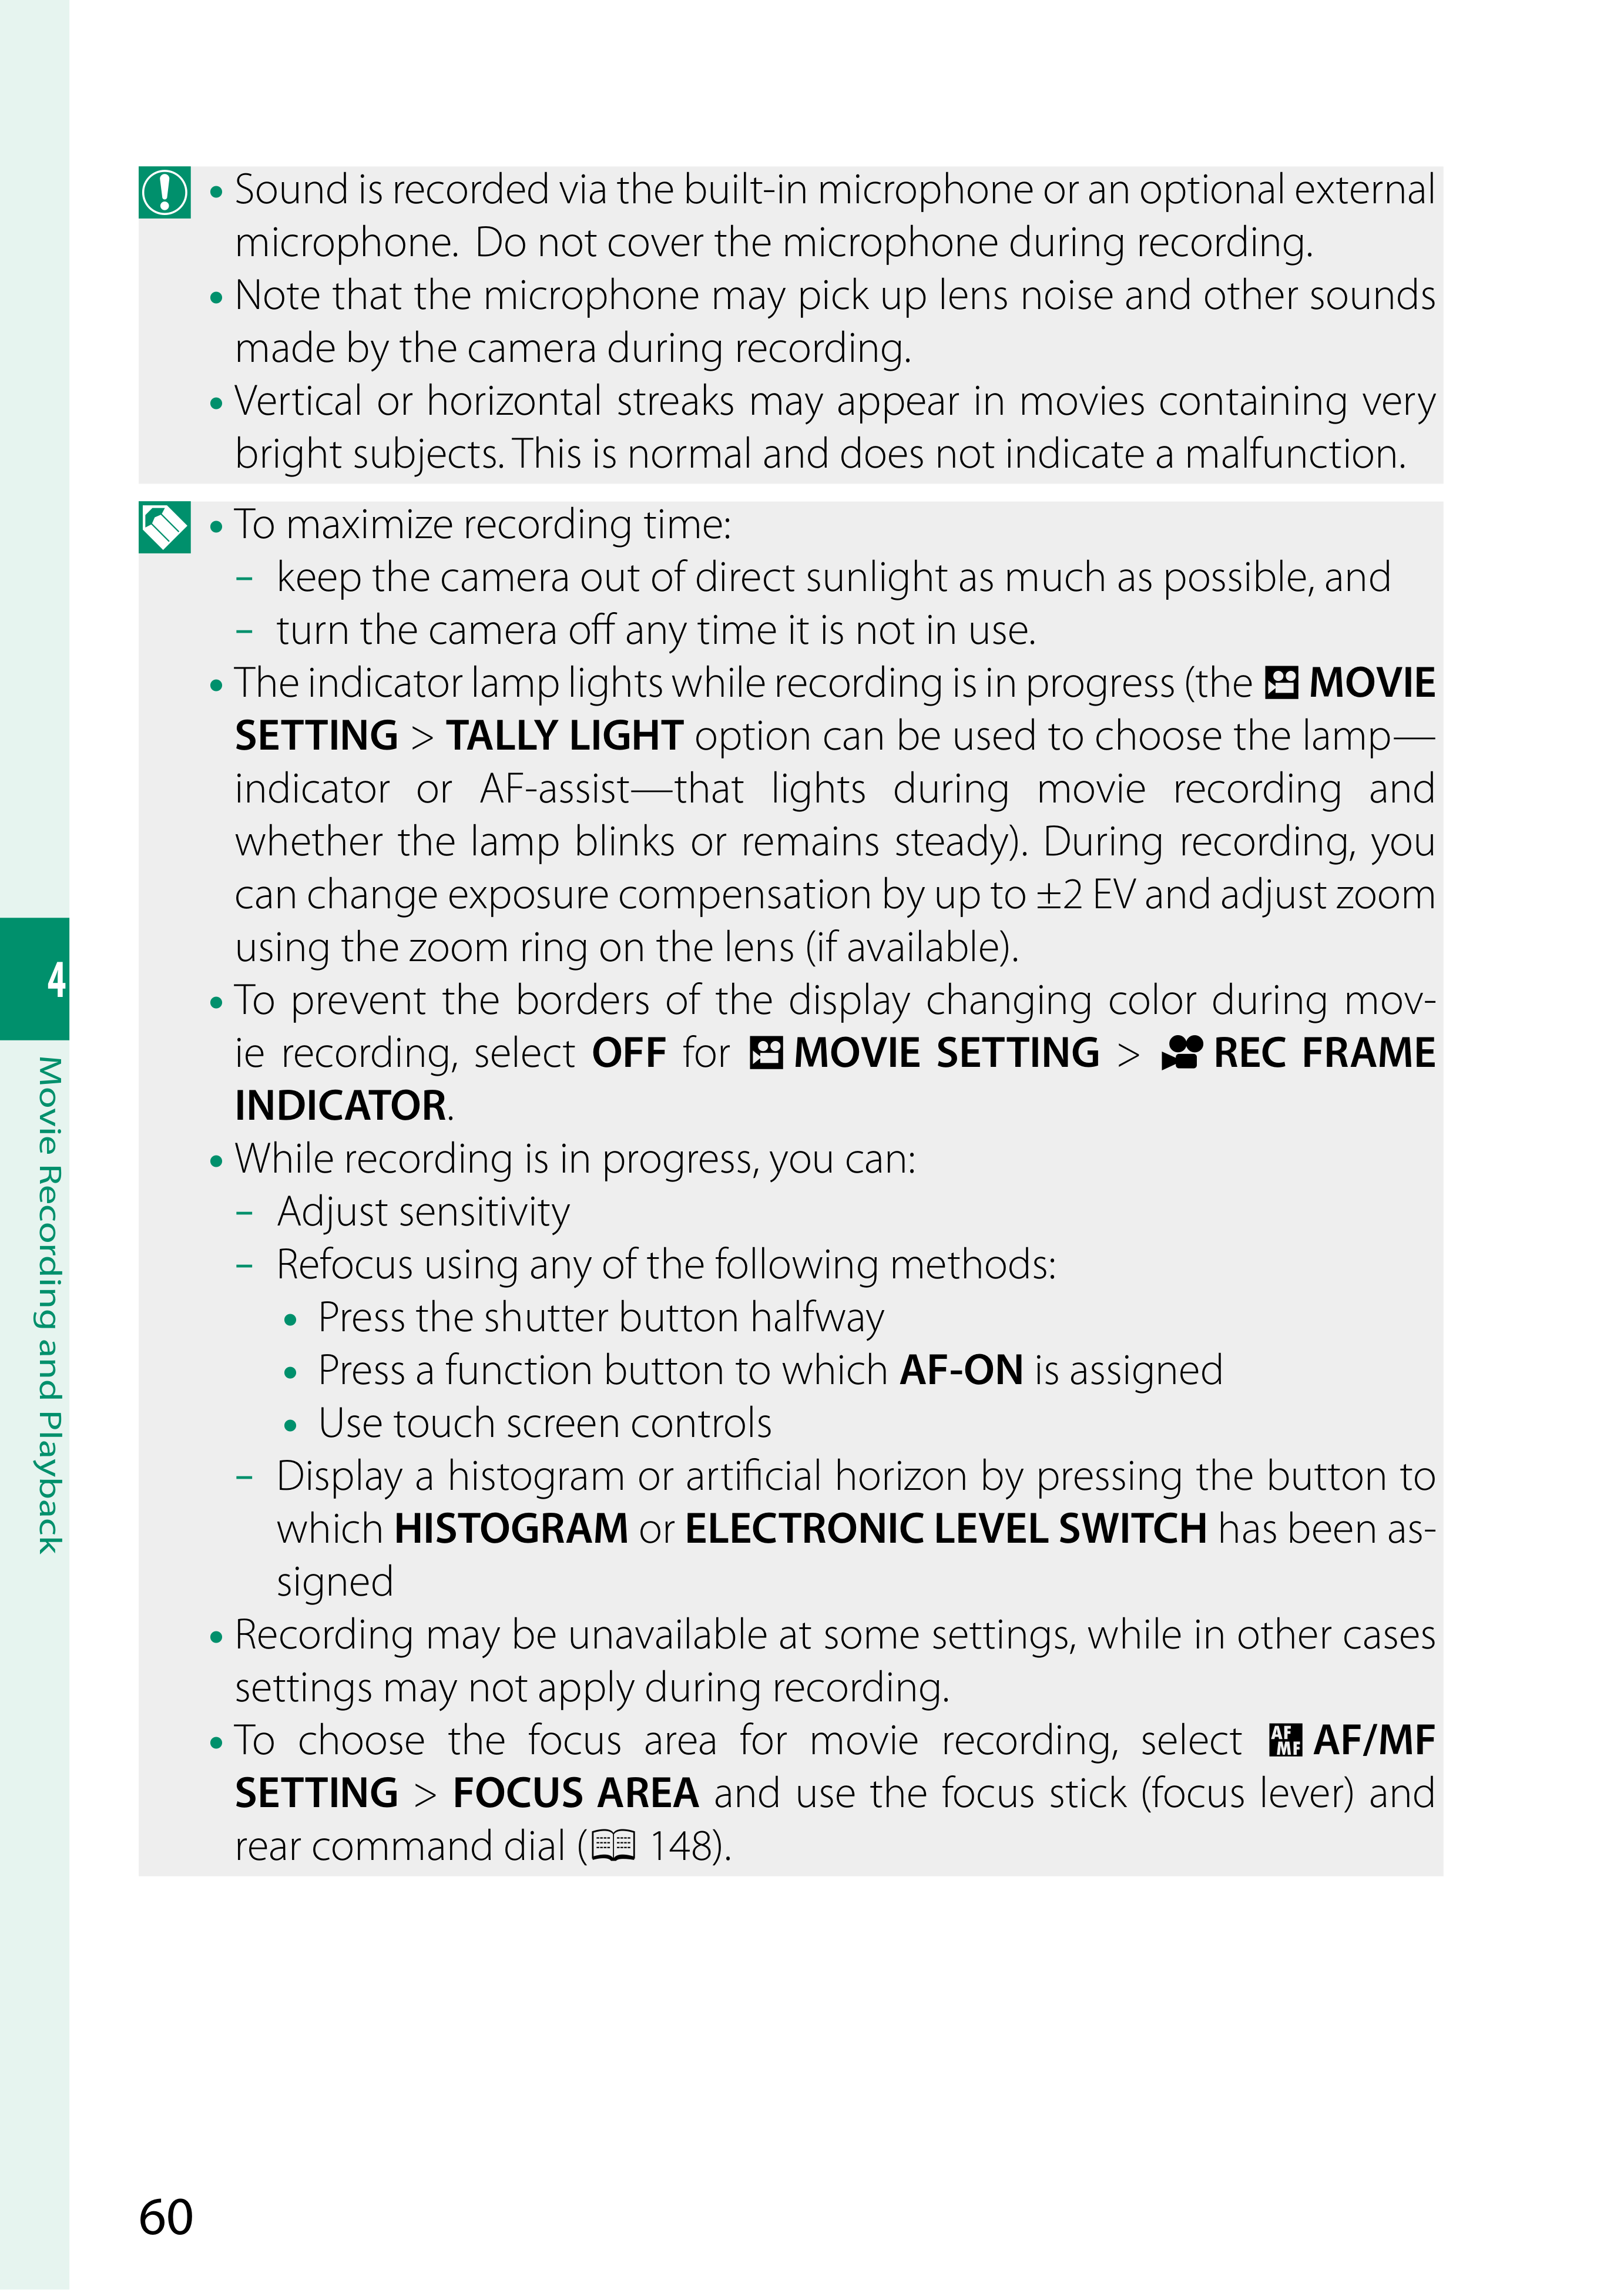 • Sound is recorded via the built-in microphone or an optional external
microphone. Do not cover the microphone during recording.
• Note that the microphone may pick up lens noise and other sounds
made by the camera during recording.
• Vertical or horizontal streaks may appear in movies containing very
bright subjects. This is normal and does not indicate a malfunction.
• To maximize recording time:
– keep the camera out of direct sunlight as much as possible, and
– turn the camera off any time it is not in use.
• The indicator lamp lights while recording is in progress (the MOVIE
SETTING > TALLY LIGHT option can be used to choose the lamp—
indicator or AF-assist—that lights during movie recording and
whether the lamp blinks or remains steady). During recording, you
can change exposure compensation by up to ±2 EV and adjust zoom
using the zoom ring on the lens (if available).
• To prevent the borders of the display changing color during mov-
ie recording, select OFF for MOVIE SETTING > REC FRAME
INDICATOR.
• While recording is in progress, you can:
– Adjust sensitivity
– Refocus using any of the following methods:
• Press the shutter button halfway
• Press a function button to which AF-ON is assigned
• Use touch screen controls
– Display a histogram or artificial horizon by pressing the button to
which HISTOGRAM or ELECTRONIC LEVEL SWITCH has been as-
signed
• Recording may be unavailable at some settings, while in other cases
settings may not apply during recording.
• To choose the focus area for movie recording, select AF MF AF/MF
SETTING > FOCUS AREA and use the focus stick (focus lever) and
rear command dial (148).
4
Movie Recording and Playback
60